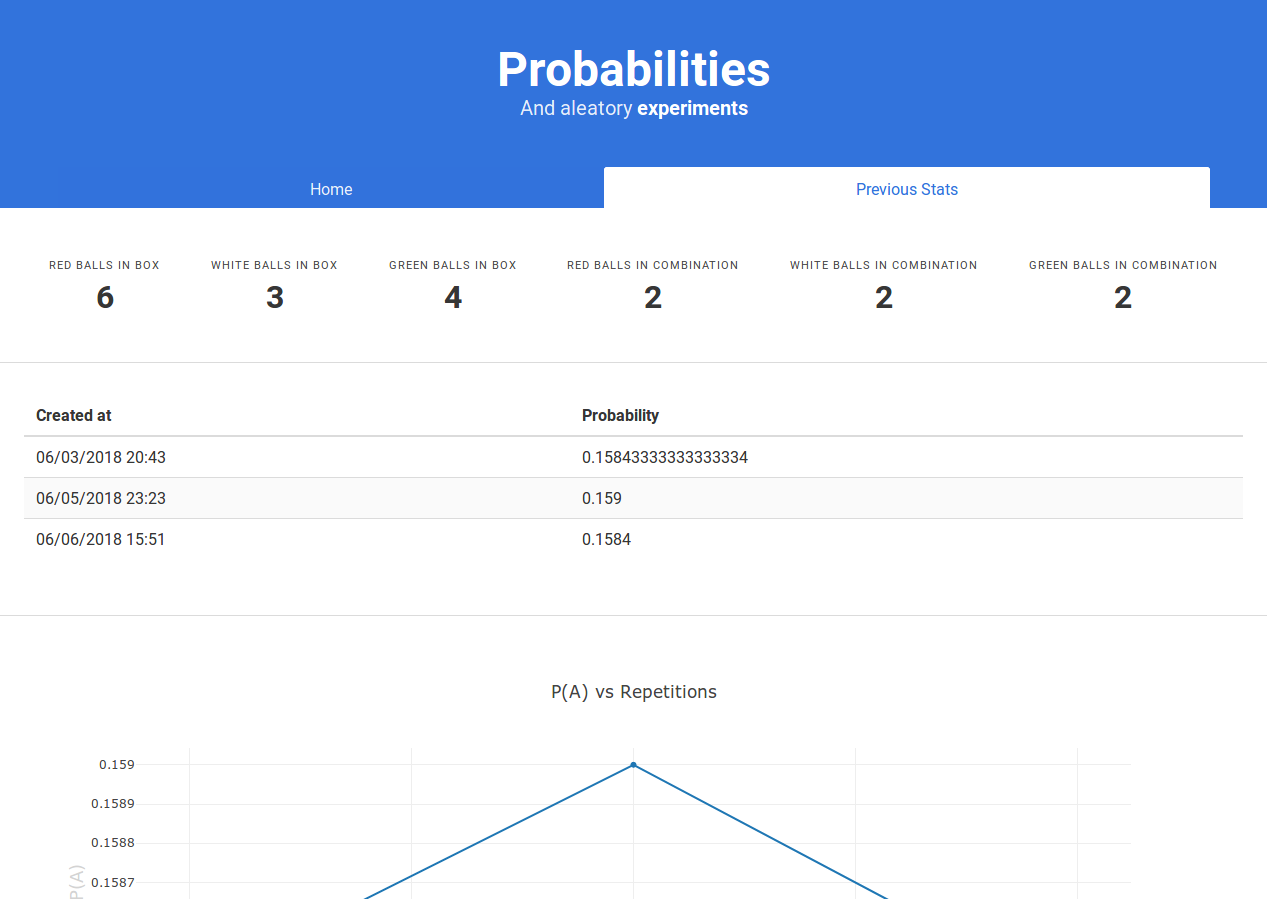 Probabilities
And aleatory experiments
Home Previous Stats
RED BALLS IN BOX WHITE BALLS IN BOX GREEN BALLS IN BOX RED BALLS IN COMBINATION WHITE BALLS IN COMBINATION GREEN BALLS IN COMBINATION
6 3 4 2 2 2
Created at Probability
06/03/2018 20:43 0.15843333333333334
06/05/2018 23:23 0.159
06/06/2018 15:51 0.1584
P(A) vs Repetitions
0.159
0.1589
0.1588
0.1587
P(A)